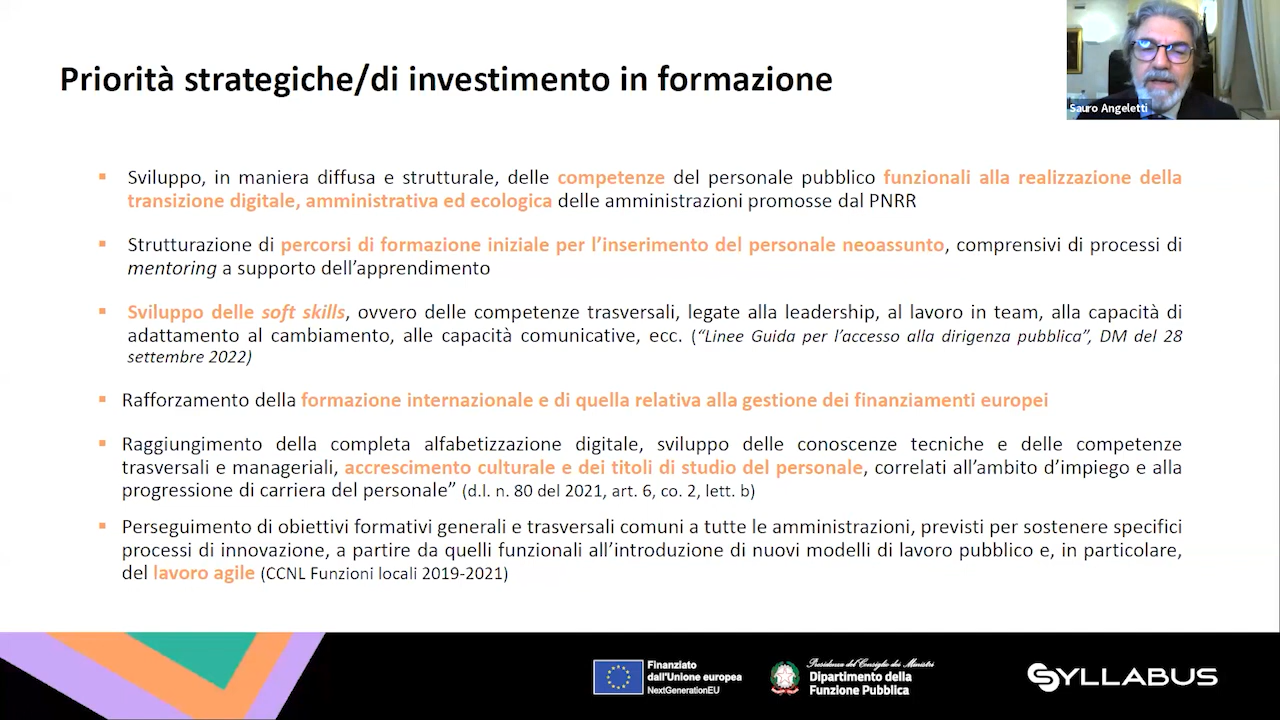 Priorità strategiche/di investimento in formazione
Sauro Angeletti
▪ Sviluppo, in maniera diffusa e strutturale, delle competenze del personale pubblico funzionali alla realizzazione della
transizione digitale, amministrativa ed ecologica delle amministrazioni promosse dal PNRR
▪ Strutturazione di percorsi di formazione iniziale per l’inserimento del personale neoassunto, comprensivi di processi di
mentoring a supporto dell’apprendimento
▪ Sviluppo delle soft skills, ovvero delle competenze trasversali, legate alla leadership, al lavoro in team, alla capacità di
adattamento al cambiamento, alle capacità comunicative, ecc. (“Linee Guida per l’accesso alla dirigenza pubblica”, DM del 28
settembre 2022)
▪ Rafforzamento della formazione internazionale e di quella relativa alla gestione dei finanziamenti europei
▪ Raggiungimento della completa alfabetizzazione digitale, sviluppo delle conoscenze tecniche e delle competenze
trasversali e manageriali, accrescimento culturale e dei titoli di studio del personale, correlati all’ambito d’impiego e alla
progressione di carriera del personale” (d.l. n. 80 del 2021, art. 6, co. 2, lett. b)
▪ Perseguimento di obiettivi formativi generali e trasversali comuni a tutte le amministrazioni, previsti per sostenere specifici
processi di innovazione, a partire da quelli funzionali all’introduzione di nuovi modelli di lavoro pubblico e, in particolare,
del lavoro agile (CCNL Funzioni locali 2019-2021)
Finanziato
dall'Unione europea
NextGenerationEU
Presidenza del Consiglio dei Ministri
Dipartimento della
Funzione Pubblica
SYLLABUS